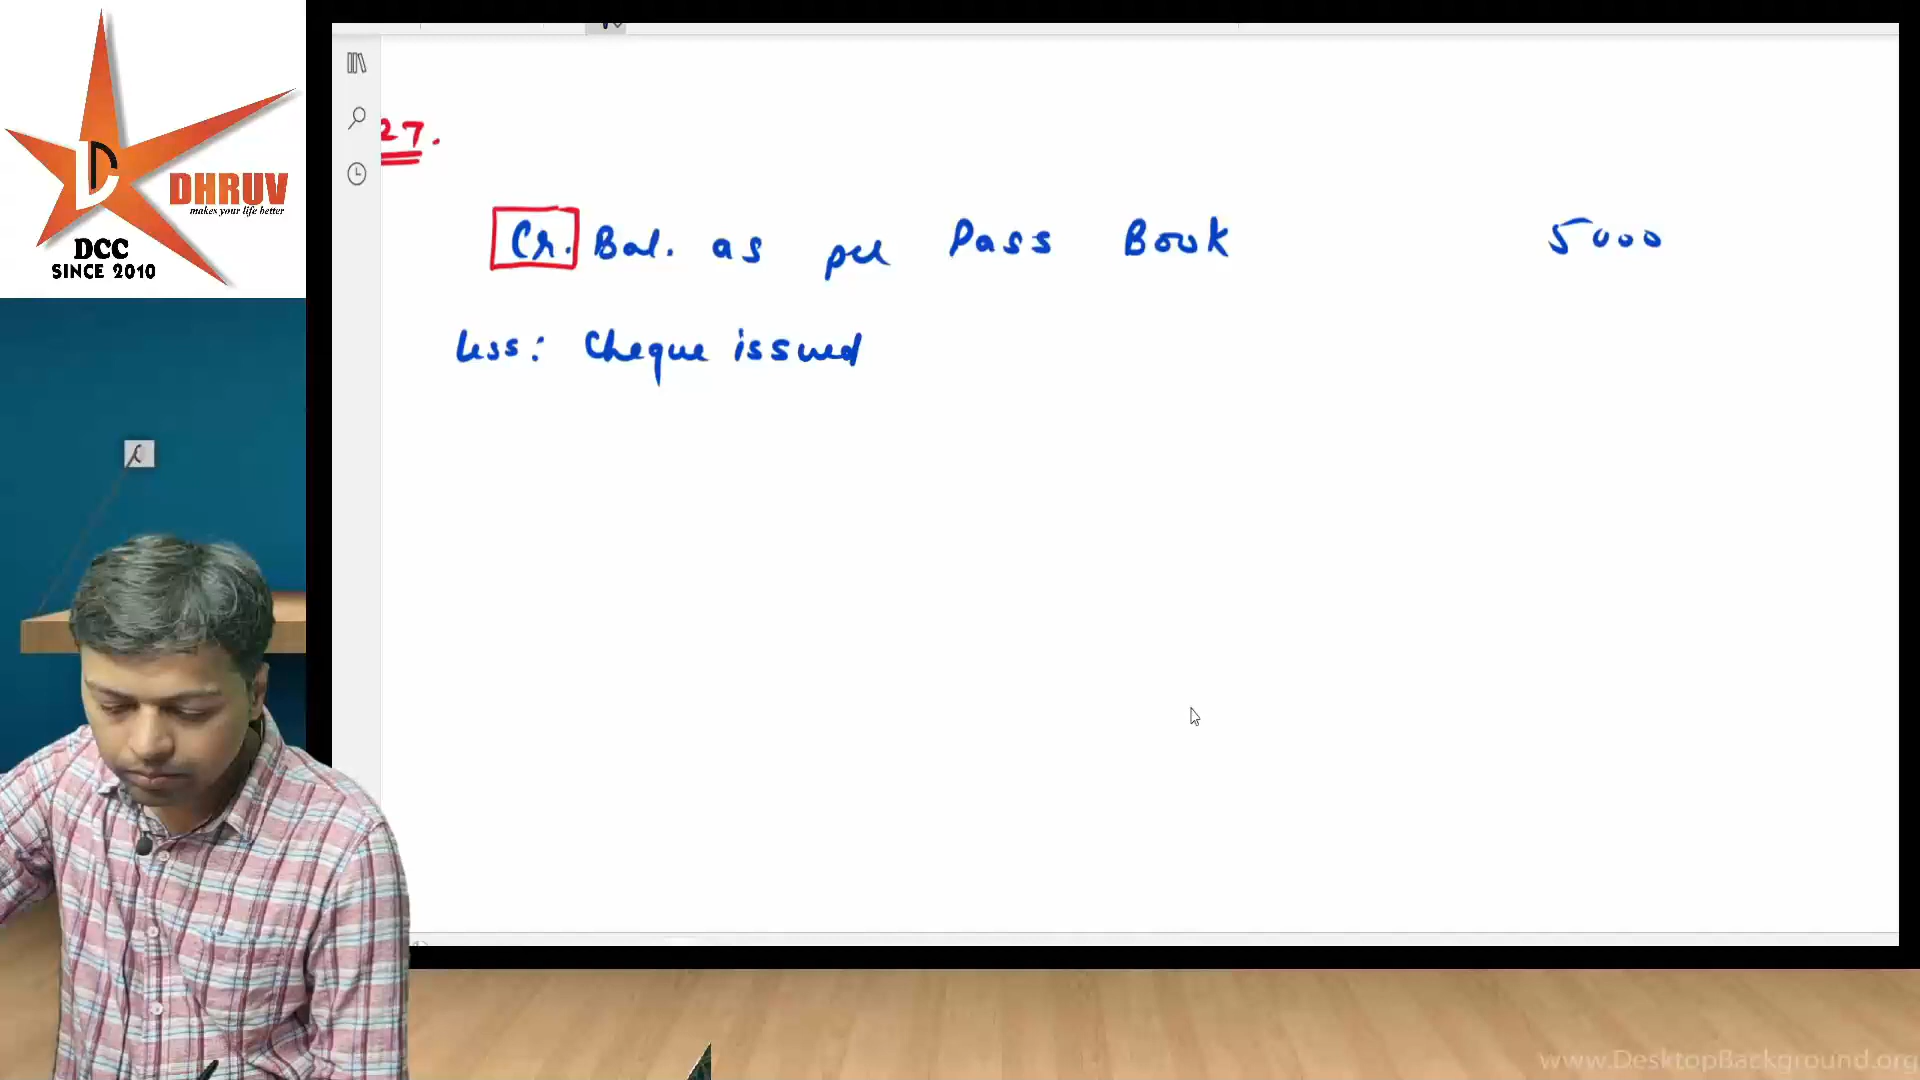 DHRUV
makes your life better
DCC
SINCE 2010
27.
Cr. Bal. as per Pass Book 5000
Less: Cheque issued
www.DesktopBackground.org